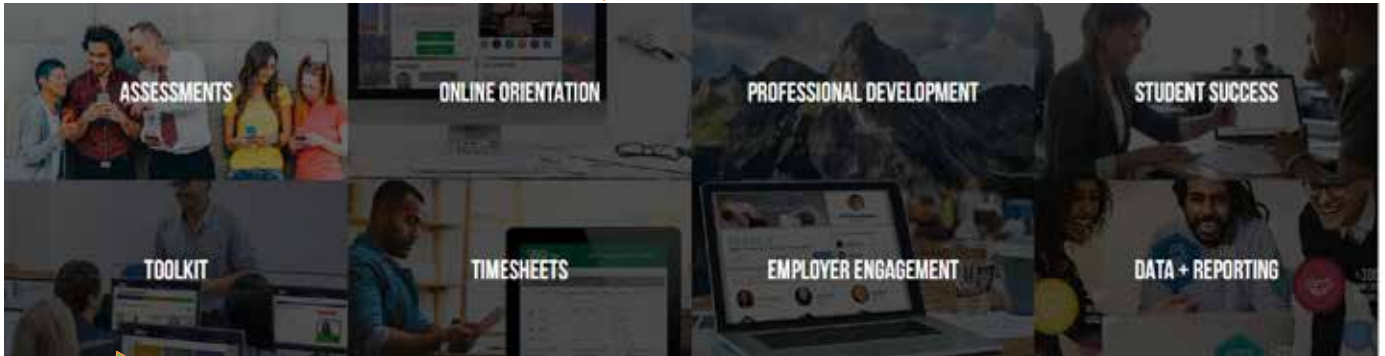 ASSESSMENTS
ONLINE ORIENTATION
PROFESSIONAL DEVELOPMENT
STUDENT SUCCESS
TOOLKIT
TIMESHEETS
EMPLOYER ENGAGEMENT
DATA + REPORTING